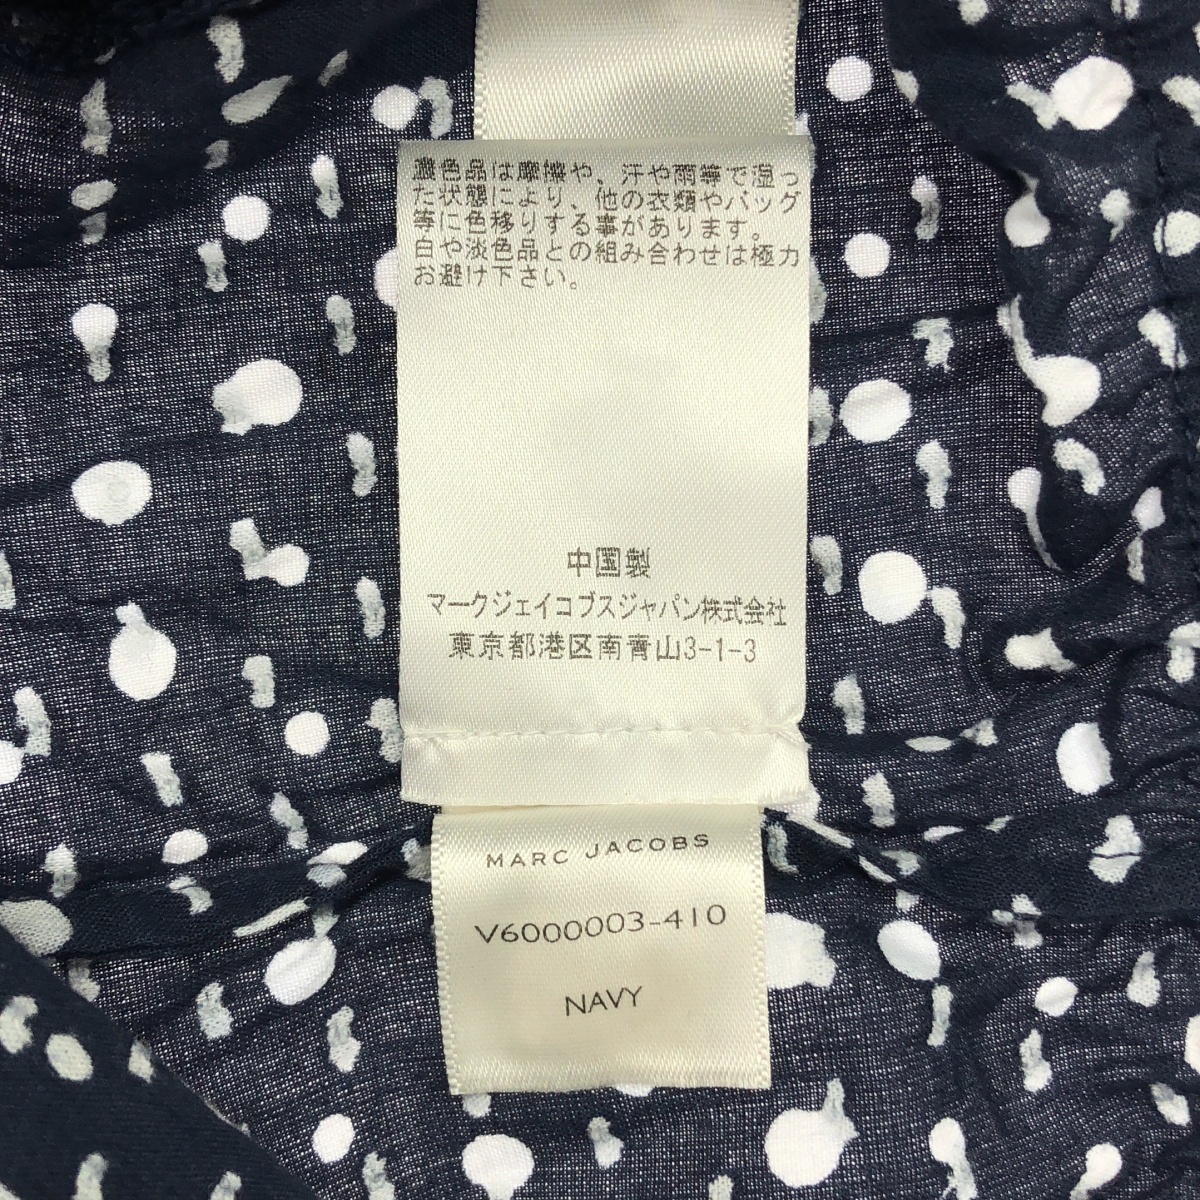 濃色品は摩擦や、汗や雨等で湿っ
た状態により、他の衣類やバッグ
等に色移りする事があります。
白や淡色品との組み合わせは極力
お避け下さい。
中国製
マークジェイコブスジャパン株式会社
東京都港区南青山3-1-3
MARC JACOBS
V6000003-410
NAVY